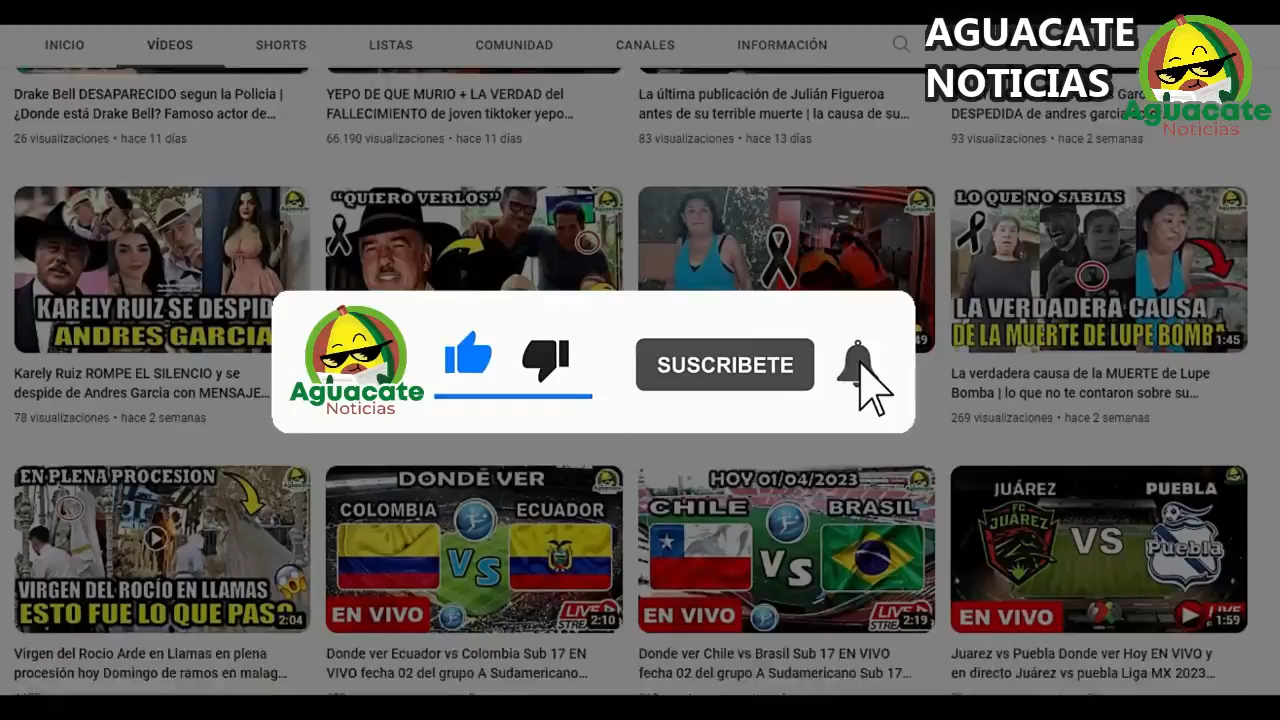 INICIO
VÍDEOS
SHORTS
LISTAS
COMUNIDAD
CANALES
INFORMACIÓN
AGUACATE
NOTICIAS
Aguacate
Noticias
Drake Bell DESAPARECIDO segun la Policia |
¿Donde está Drake Bell? Famoso actor de...
26 visualizaciones • hace 11 días
YEPO DE QUE MURIO + LA VERDAD del
FALLECIMIENTO de joven tiktoker yepo...
66.190 visualizaciones • hace 11 días
La última publicación de Julián Figueroa
antes de su terrible muerte | la causa de su...
83 visualizaciones • hace 13 días
DESPEDIDA de andres garcia
93 visualizaciones • hace 2 semanas
KARELY RUIZ SE DESPID
ANDRES GARCIA
Karely Ruiz ROMPE EL SILENCIO y se
despide de Andres Garcia con MENSAJE...
78 visualizaciones • hace 2 semanas
“QUIERO VERLOS”
49
LO QUE NO SABIAS
LA VERDADERA CAUSA
DE LA MUERTE DE LUPE BOMBA
1:45
La verdadera causa de la MUERTE de Lupe
Bomba | lo que no te contaron sobre su...
269 visualizaciones • hace 2 semanas
Aguacate
Noticias
SUSCRIBETE
EN PLENA PROCESION
VIRGEN DEL ROCÍO EN LLAMAS
ESTO FUE LO QUE PASO
2:04
Virgen del Rocio Arde en Llamas en plena
procesión hoy Domingo de ramos en malag...
DONDE VER
COLOMBIA
ECUADOR
VS
EN VIVO
LIVE
STRE
2:10
Donde ver Ecuador vs Colombia Sub 17 EN
VIVO fecha 02 del grupo A Sudamericano...
HOY 01/04/2023
CHILE
BRASIL
VS
EN VIVO
LIVE
STRE
2:19
Donde ver Chile vs Brasil Sub 17 EN VIVO
fecha 02 del grupo A Sudamericano Sub 17...
JUÁREZ
PUEBLA
FC
JUÁREZ
VS
Puebla
EN VIVO
LIVE
1:59
Juarez vs Puebla Donde ver Hoy EN VIVO y
en directo Juárez vs puebla Liga MX 2023...